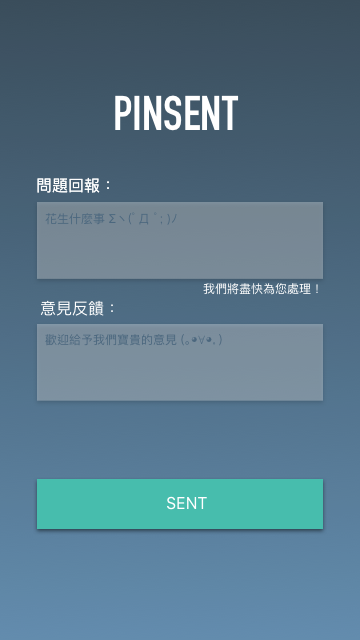 PINSENT
問題回報：
花生什麼事 Σヽ(ﾟД ﾟ; )ﾉ
我們將盡快為您處理！
意見反饋：
歡迎給予我們寶貴的意見 (｡◕∀◕｡)
SENT